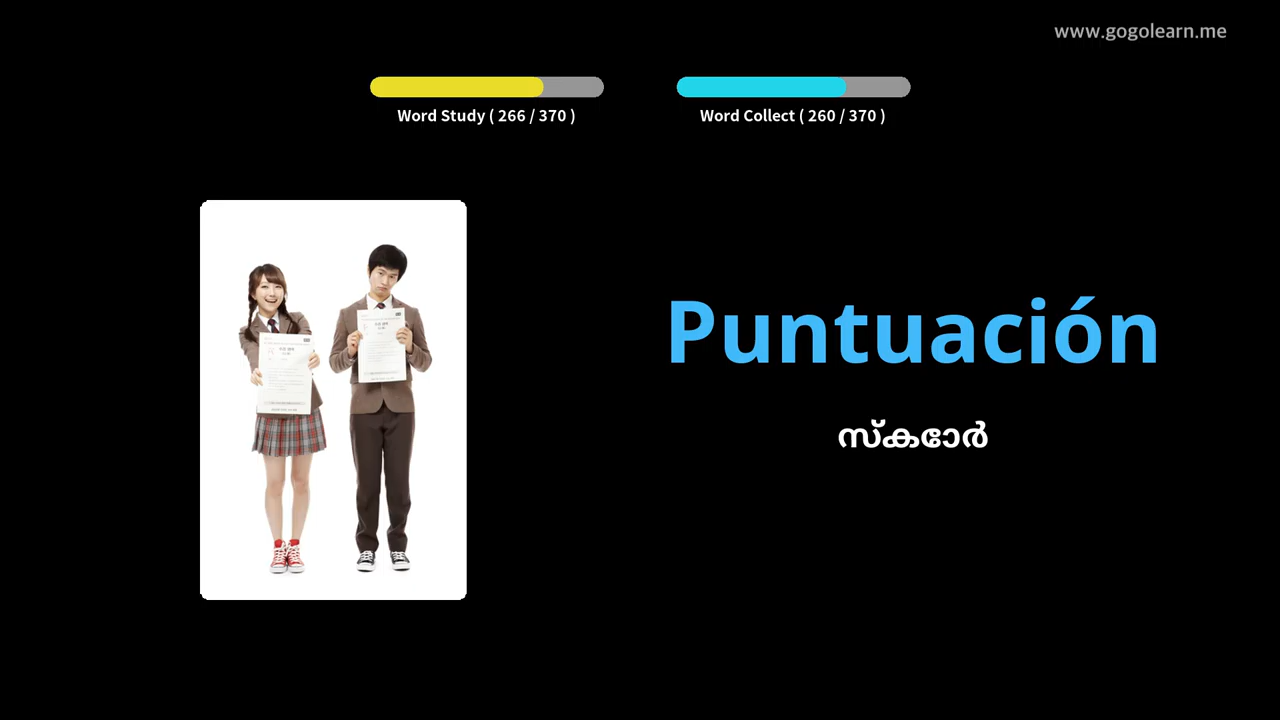 www.gogolearn.me
Word Study ( 266 / 370 )
Word Collect ( 260 / 370 )
Puntuación
സ്കോർ